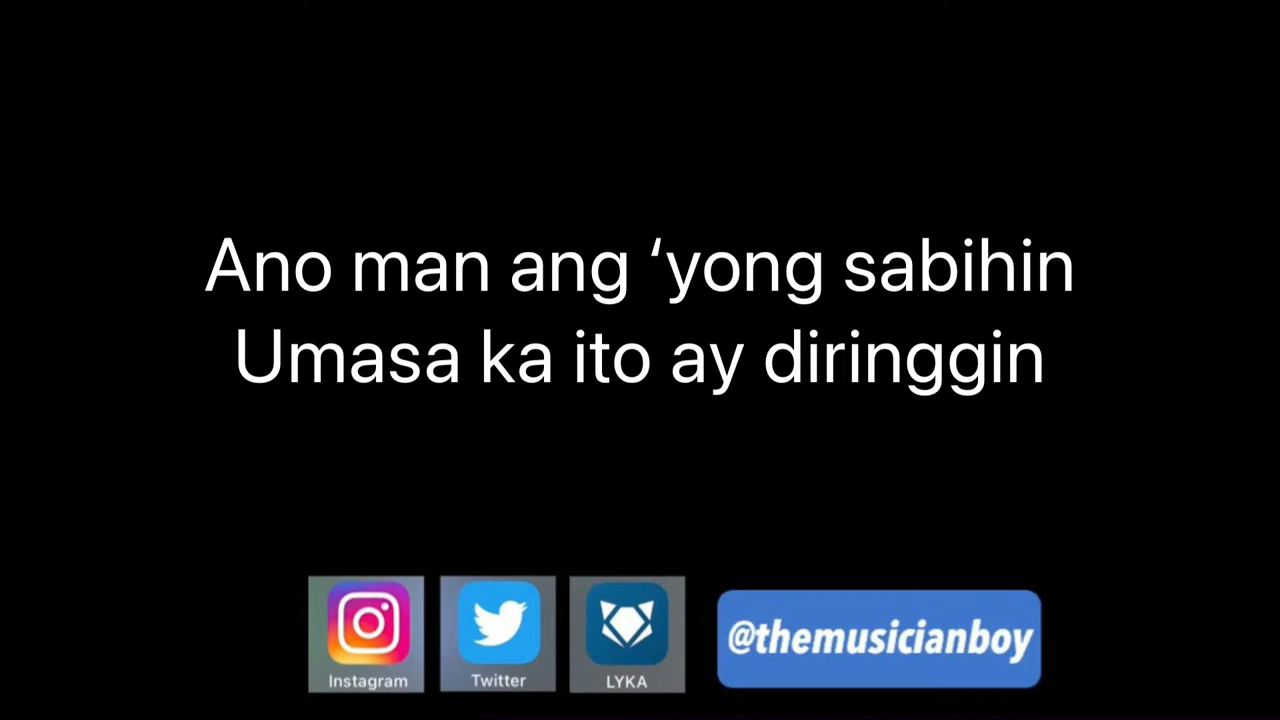 Ano man ang ‘yong sabihin
Umasa ka ito ay diringgin
Instagram Twitter LYKA
@themusicianboy